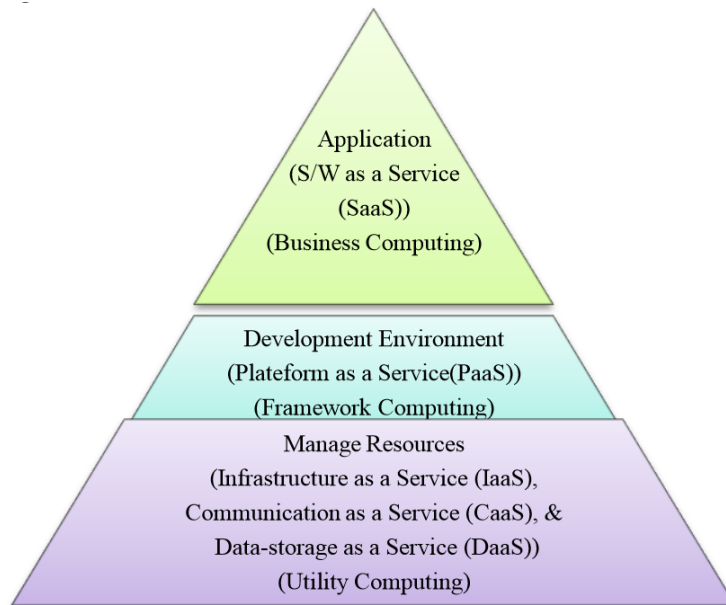 Application
(S/W as a Service
(SaaS))
(Business Computing)
Development Environment
(Plateform as a Service(PaaS))
(Framework Computing)
Manage Resources
(Infrastructure as a Service (IaaS),
Communication as a Service (CaaS), &
Data-storage as a Service (DaaS))
(Utility Computing)